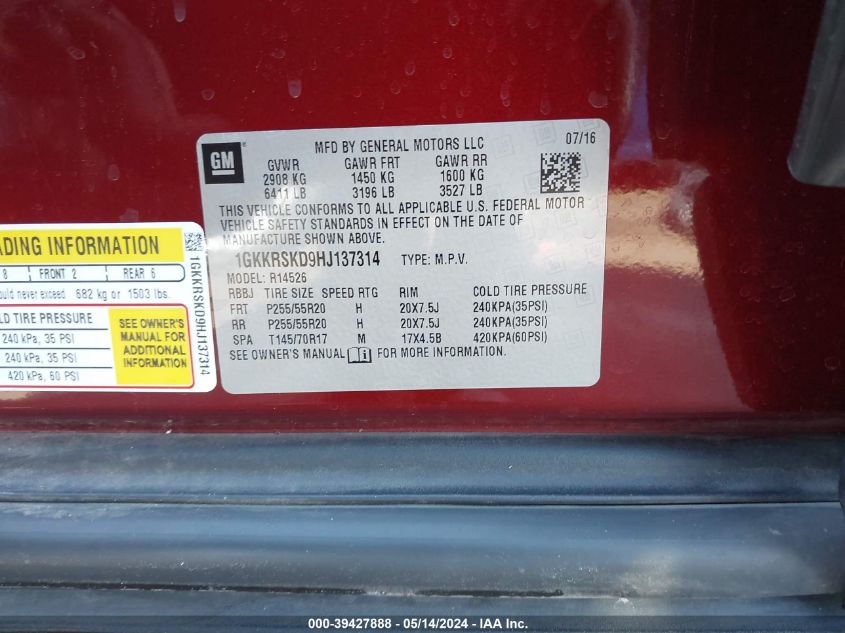 MFD BY GENERAL MOTORS LLC 07/16
GM
GVWR GAWR FRT GAWR RR
2908 KG 1450 KG 1600 KG
6411 LB 3196 LB 3527 LB
THIS VEHICLE CONFORMS TO ALL APPLICABLE U.S. FEDERAL MOTOR
VEHICLE SAFETY STANDARDS IN EFFECT ON THE DATE OF
MANUFACTURE SHOWN ABOVE.
1GKKRSKD9HJ137314 TYPE: M.P.V.
MODEL: R14526
RBBJ TIRE SIZE SPEED RTG RIM COLD TIRE PRESSURE
FRT P255/55R20 H 20X7.5J 240KPA(35PSI)
RR P255/55R20 H 20X7.5J 240KPA(35PSI)
SPA T145/70R17 M 17X4.5B 420KPA(60PSI)
SEE OWNER'S MANUAL FOR MORE INFORMATION.
ADING INFORMATION
8 FRONT 2 REAR 6
ould never exceed 682 kg or 1503 lbs.
LD TIRE PRESSURE
240 kPa, 35 PSI
240 kPa, 35 PSI
420 kPa, 60 PSI
SEE OWNER'S
MANUAL FOR
ADDITIONAL
INFORMATION
1GKKRSKD9HJ137314
000-39427888 - 05/14/2024 - IAA Inc.